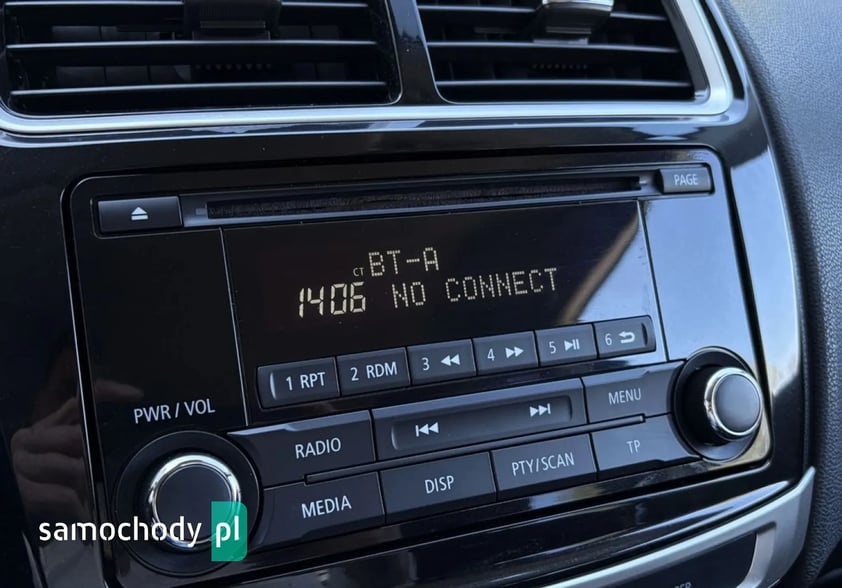 PAGE
CT BT-A
1406 NO CONNECT
1 RPT 2 RDM 3 4 5 6
PWR / VOL
RADIO MENU
MEDIA DISP PTY/SCAN TP
samochody pl